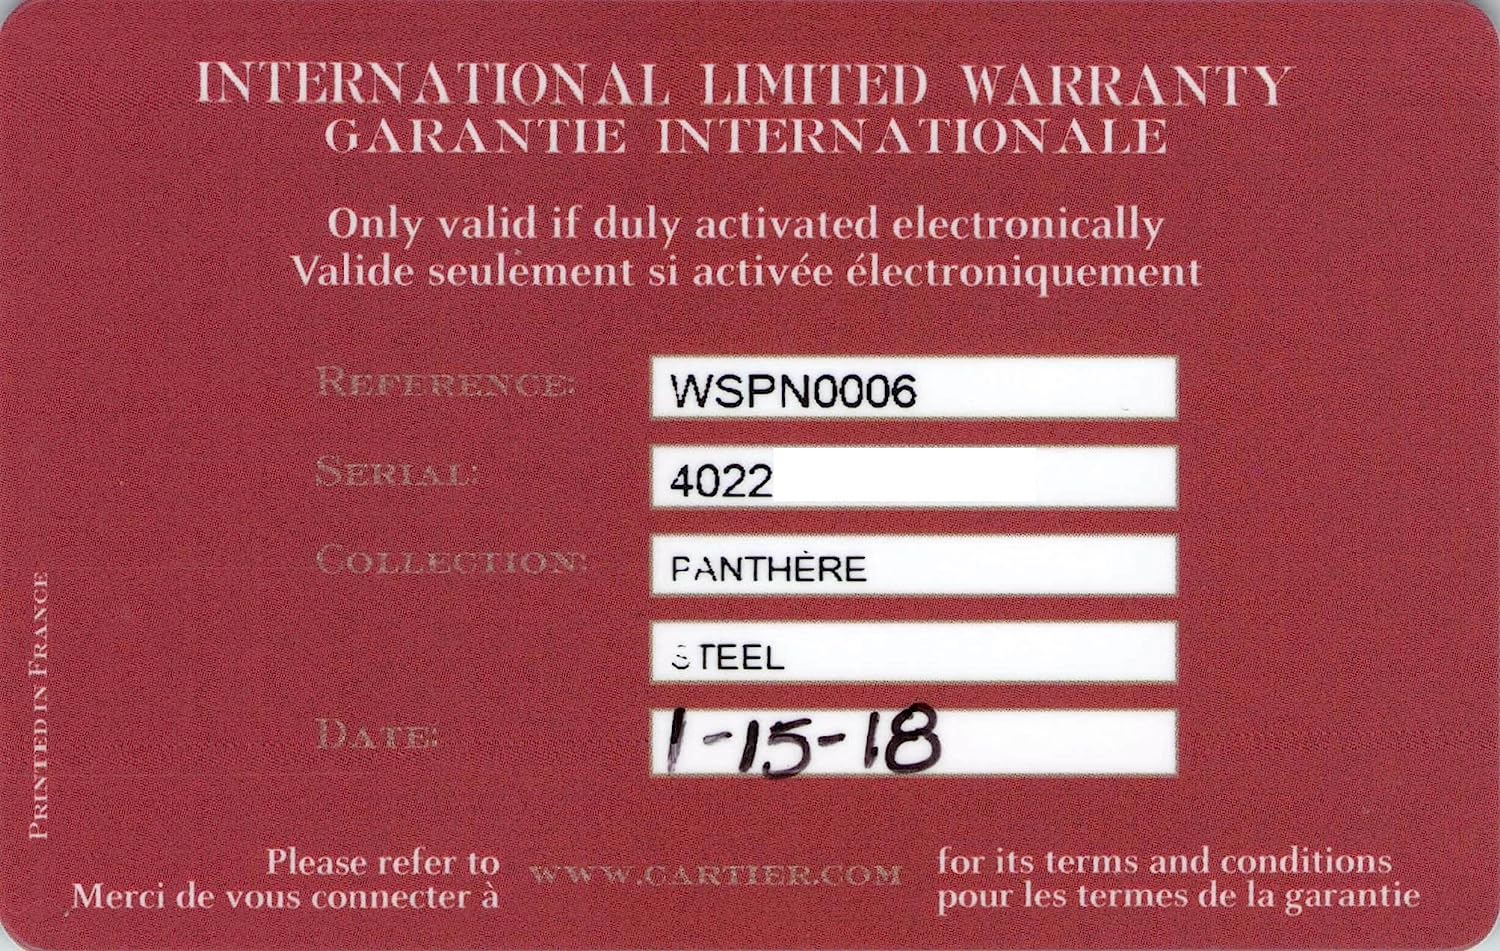 INTERNATIONAL LIMITED WARRANTY
GARANTIE INTERNATIONALE
Only valid if duly activated electronically
Valide seulement si activée électroniquement
REFERENCE: WSPN0006
SERIAL: 4022
COLLECTION: PANTHÈRE
STEEL
DATE: 1-15-18
PRINTED IN FRANCE
Please refer to WWW.CARTIER.COM for its terms and conditions
Merci de vous connecter à pour les termes de la garantie